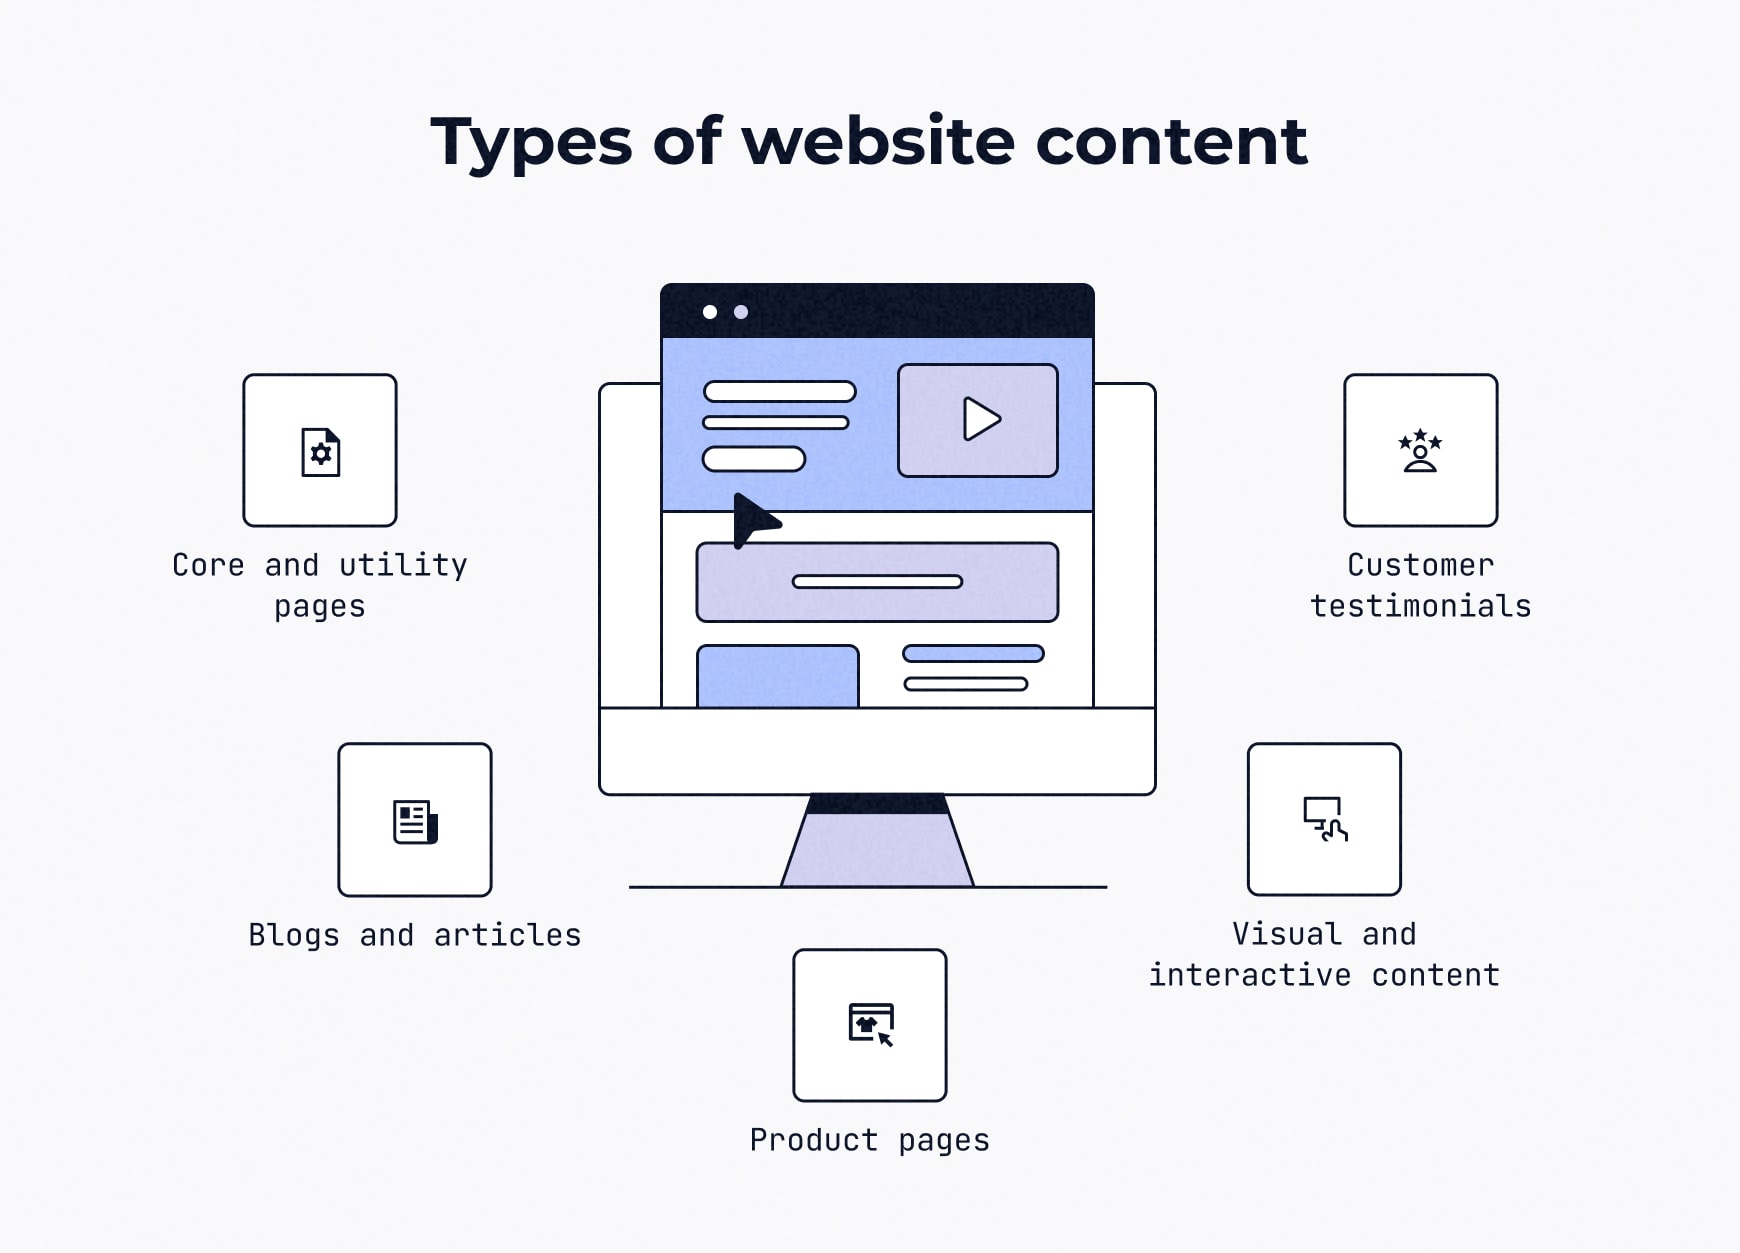 Types of website content
Core and utility
pages
Customer
testimonials
Blogs and articles
Visual and
interactive content
Product pages